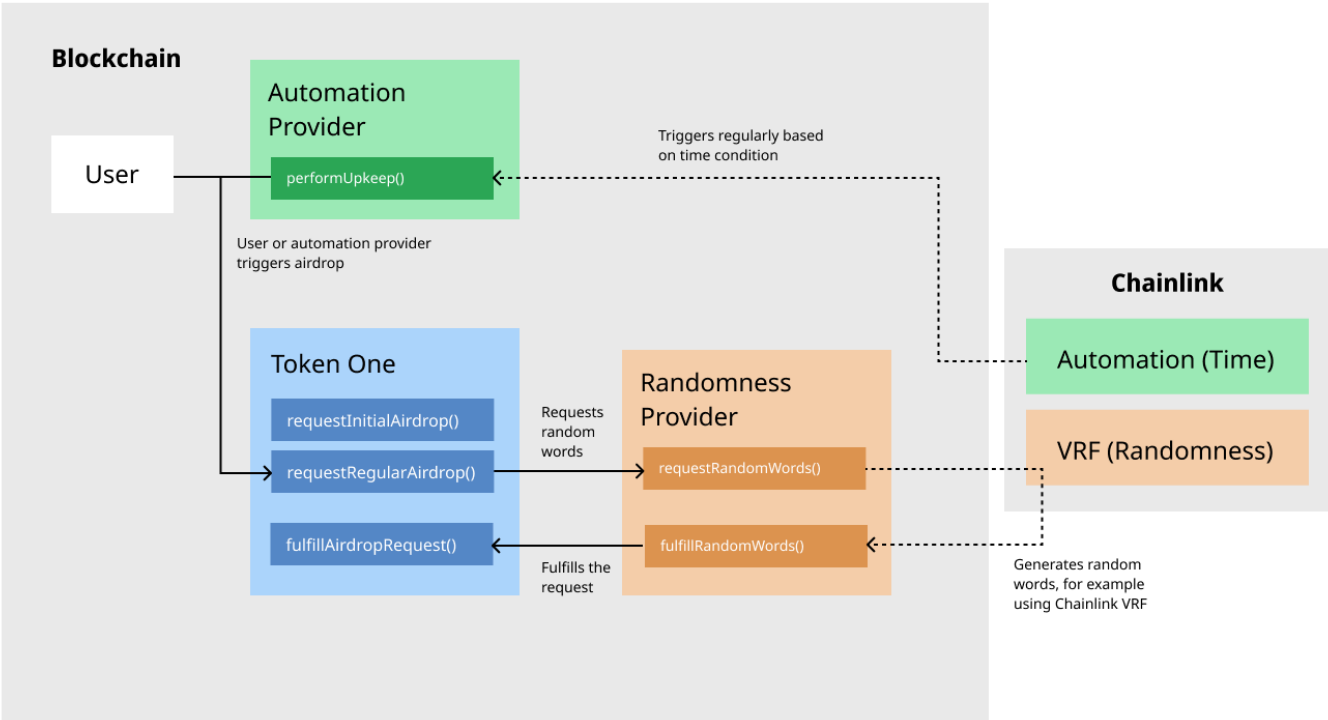 Blockchain
Automation
Provider
User
performUpkeep()
Triggers regularly based
on time condition
User or automation provider
triggers airdrop
Chainlink
Automation (Time)
VRF (Randomness)
Token One
requestInitialAirdrop()
requestRegularAirdrop()
fulfillAirdropRequest()
Requests
random
words
Fulfills the
request
Randomness
Provider
requestRandomWords()
fulfillRandomWords()
Generates random
words, for example
using Chainlink VRF